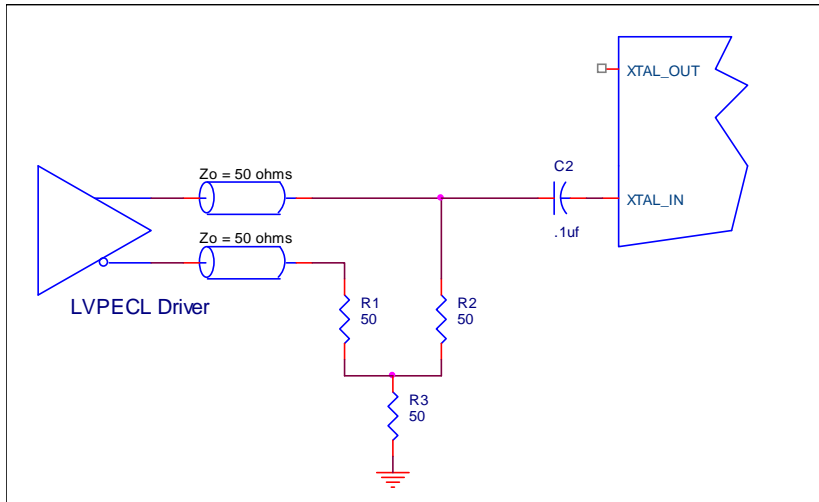 XTAL_OUT
Zo = 50 ohms
C2
XTAL_IN
.1uf
Zo = 50 ohms
LVPECL Driver
R1
50
R2
50
R3
50